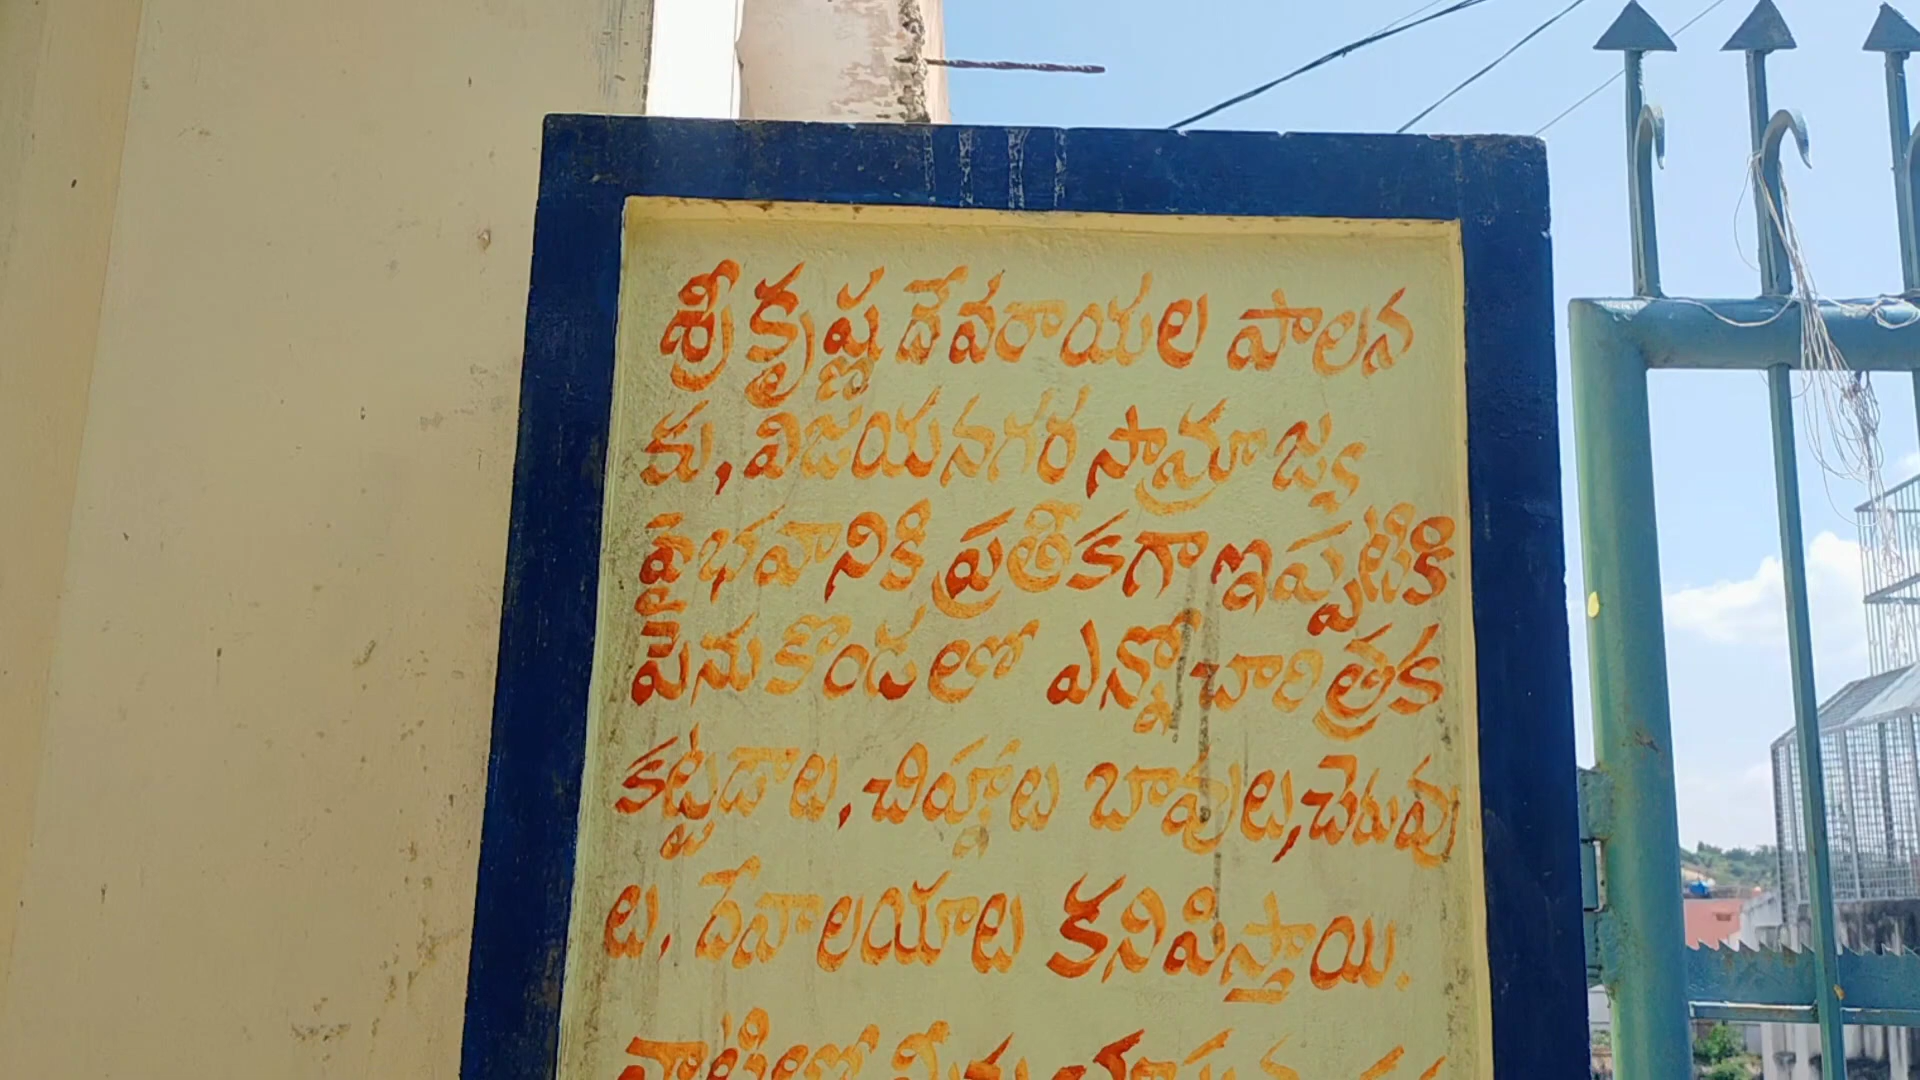 శ్రీకృష్ణ దేవరాయల పాలన
కు, విజయనగర సామ్రాజ్య
వైభవానికి ప్రతీకగా ఇప్పటికి
పెనుకొండలో ఎన్నో చారిత్రక
కట్టడాల, చిహ్నాల బావులు, చెరువు
ల, దేవాలయాల కనిపిస్తాయి.
వాటిలో